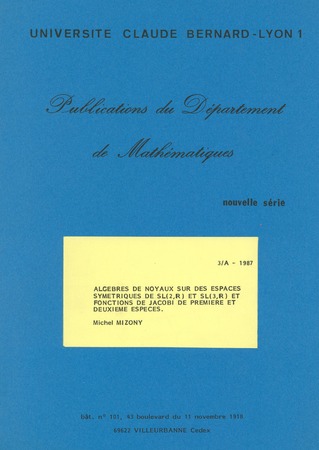 UNIVERSITE CLAUDE BERNARD-LYON 1
Publications du Département
de Mathématiques
nouvelle série
3/A - 1987
ALGEBRES DE NOYAUX SUR DES ESPACES
SYMETRIQUES DE SL(2,R) ET SL(3,R) ET
FONCTIONS DE JACOBI DE PREMIERE ET
DEUXIEME ESPECES.
Michel MIZONY
bât. n° 101, 43 boulevard du 11 novembre 1918
69622 VILLEURBANNE Cedex